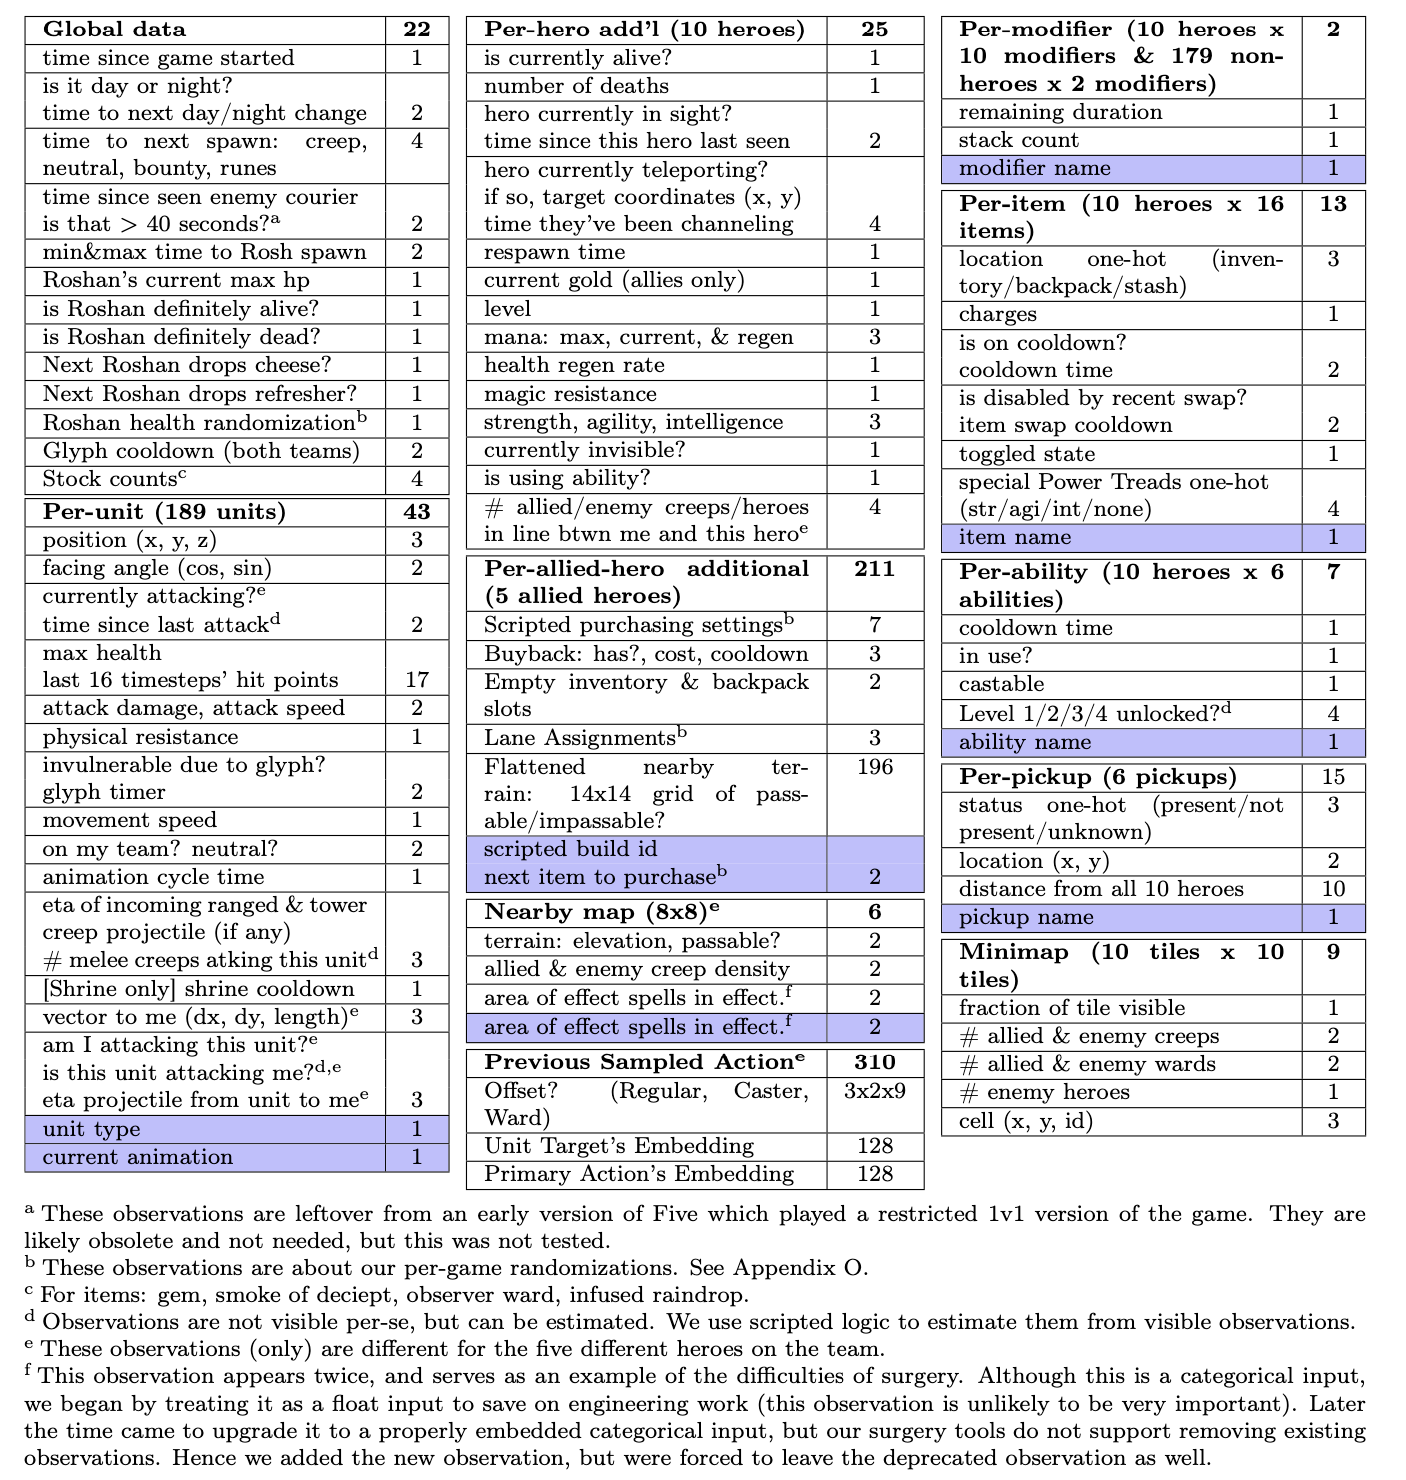 Global data 22
time since game started 1
is it day or night?
time to next day/night change 2
time to next spawn: creep, 4
neutral, bounty, runes
time since seen enemy courier
is that > 40 seconds?a 2
min&max time to Rosh spawn 2
Roshan's current max hp 1
is Roshan definitely alive? 1
is Roshan definitely dead? 1
Next Roshan drops cheese? 1
Next Roshan drops refresher? 1
Roshan health randomizationb 1
Glyph cooldown (both teams) 2
Stock countsc 4
Per-unit (189 units) 43
position (x, y, z) 3
facing angle (cos, sin) 2
currently attacking?e
time since last attackd 2
max health
last 16 timesteps' hit points 17
attack damage, attack speed 2
physical resistance 1
invulnerable due to glyph?
glyph timer 2
movement speed 1
on my team? neutral? 2
animation cycle time 1
eta of incoming ranged & tower
creep projectile (if any)
# melee creeps atking this unitd 3
[Shrine only] shrine cooldown 1
vector to me (dx, dy, length)e 3
am I attacking this unit?e
is this unit attacking me?d,e
eta projectile from unit to mee 3
unit type 1
current animation 1
Per-hero add'l (10 heroes) 25
is currently alive? 1
number of deaths 1
hero currently in sight?
time since this hero last seen 2
hero currently teleporting?
if so, target coordinates (x, y)
time they've been channeling 4
respawn time 1
current gold (allies only) 1
level 1
mana: max, current, & regen 3
health regen rate 1
magic resistance 1
strength, agility, intelligence 3
currently invisible? 1
is using ability? 1
# allied/enemy creeps/heroes 4
in line btwn me and this heroe
Per-allied-hero additional 211
(5 allied heroes)
Scripted purchasing settingsb 7
Buyback: has?, cost, cooldown 3
Empty inventory & backpack 2
slots
Lane Assignmentsb 3
Flattened nearby ter- 196
rain: 14x14 grid of pass-
able/impassable?
scripted build id
next item to purchaseb 2
Nearby map (8x8)e 6
terrain: elevation, passable? 2
allied & enemy creep density 2
area of effect spells in effect.f 2
area of effect spells in effect.f 2
Previous Sampled Actione 310
Offset? (Regular, Caster, 3x2x9
Ward)
Unit Target's Embedding 128
Primary Action's Embedding 128
Per-modifier (10 heroes x 2
10 modifiers & 179 non-
heroes x 2 modifiers)
remaining duration 1
stack count 1
modifier name 1
Per-item (10 heroes x 16 13
items)
location one-hot (inven- 3
tory/backpack/stash)
charges 1
is on cooldown?
cooldown time 2
is disabled by recent swap?
item swap cooldown 2
toggled state 1
special Power Treads one-hot
(str/agi/int/none) 4
item name 1
Per-ability (10 heroes x 6 7
abilities)
cooldown time 1
in use? 1
castable 1
Level 1/2/3/4 unlocked?d 4
ability name 1
Per-pickup (6 pickups) 15
status one-hot (present/not 3
present/unknown)
location (x, y) 2
distance from all 10 heroes 10
pickup name 1
Minimap (10 tiles x 10 9
tiles)
fraction of tile visible 1
# allied & enemy creeps 2
# allied & enemy wards 2
# enemy heroes 1
cell (x, y, id) 3
a These observations are leftover from an early version of Five which played a restricted 1v1 version of the game. They are
likely obsolete and not needed, but this was not tested.
b These observations are about our per-game randomizations. See Appendix O.
c For items: gem, smoke of deciept, observer ward, infused raindrop.
d Observations are not visible per-se, but can be estimated. We use scripted logic to estimate them from visible observations.
e These observations (only) are different for the five different heroes on the team.
f This observation appears twice, and serves as an example of the difficulties of surgery. Although this is a categorical input,
we began by treating it as a float input to save on engineering work (this observation is unlikely to be very important). Later
the time came to upgrade it to a properly embedded categorical input, but our surgery tools do not support removing existing
observations. Hence we added the new observation, but were forced to leave the deprecated observation as well.